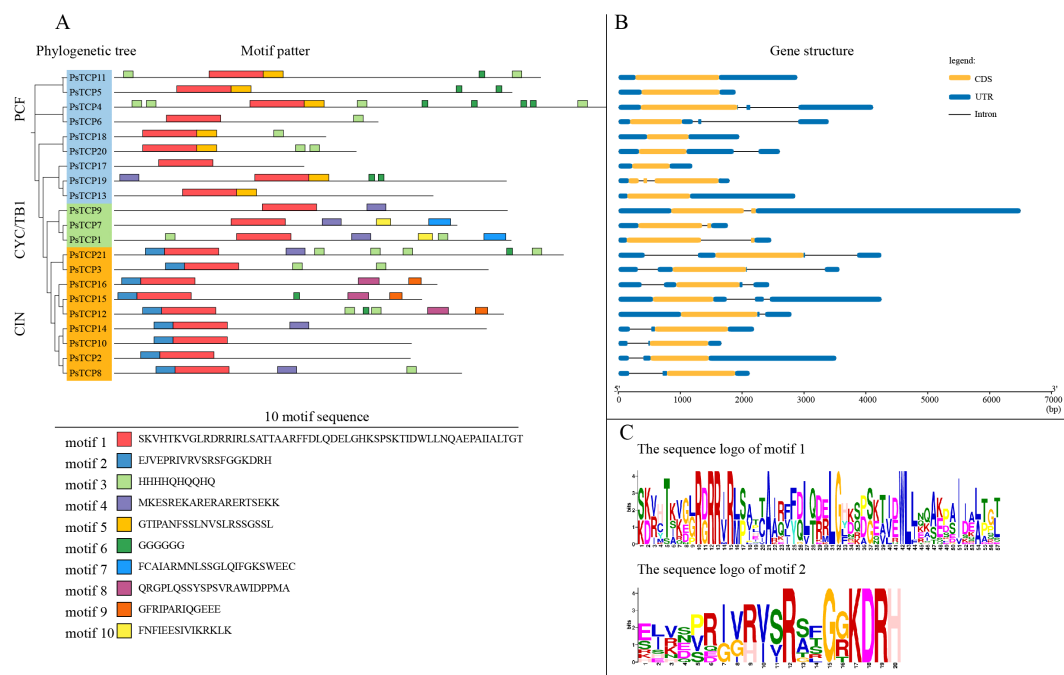 A
Phylogenetic tree
Motif patter
PCF
CYC/TB1
CIN
PsTCP11
PsTCP5
PsTCP4
PsTCP6
PsTCP18
PsTCP20
PsTCP17
PsTCP19
PsTCP13
PsTCP9
PsTCP7
PsTCP1
PsTCP21
PsTCP3
PsTCP16
PsTCP15
PsTCP12
PsTCP14
PsTCP10
PsTCP2
PsTCP8
10 motif sequence
motif 1 SKVHTKVGLRDRRIRLSATTAARFFDLQDELGHKSPSKTIDWLLNQAEPAIIALTGT
motif 2 EJVEPRIVRVSRSFGGKDRH
motif 3 HHHHQHQQHQ
motif 4 MKESREKARERARERTSEKK
motif 5 GTIPANFSSLNVSLRSSGSSL
motif 6 GGGGGG
motif 7 FCAIARMNLSSGLQIFGKSWEEC
motif 8 QRGPLQSSYSPSVRAWIDPPMA
motif 9 GFRIPARIQGEEE
motif 10 FNFIEESIVIKRKLK
B
Gene structure
legend:
CDS
UTR
Intron
5' 3'
0 1000 2000 3000 4000 5000 6000 7000
(bp)
C
The sequence logo of motif 1
The sequence logo of motif 2